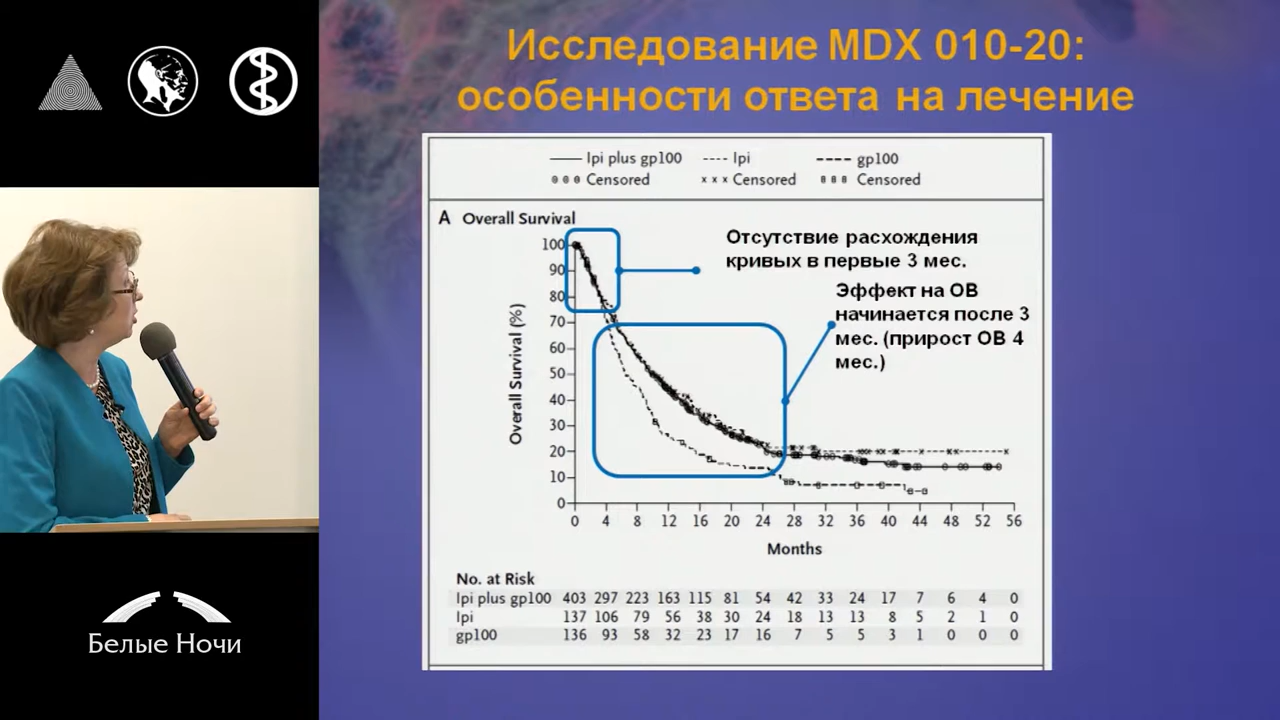 Исследование MDX 010-20:
особенности ответа на лечение
Ipi plus gp100 Ipi gp100
Censored Censored Censored
A Overall Survival
Отсутствие расхождения
кривых в первые 3 мес.
Эффект на ОВ
начинается после 3
мес. (прирост ОВ 4
мес.)
Overall Survival (%)
100
90
80
70
60
50
40
30
20
10
0
0 4 8 12 16 20 24 28 32 36 40 44 48 52 56
Months
No. at Risk
Ipi plus gp100 403 297 223 163 115 81 54 42 33 24 17 7 6 4 0
Ipi 137 106 79 56 38 30 24 18 13 13 8 5 2 1 0
gp100 136 93 58 32 23 17 16 7 5 5 3 1 0 0 0
Белые Ночи